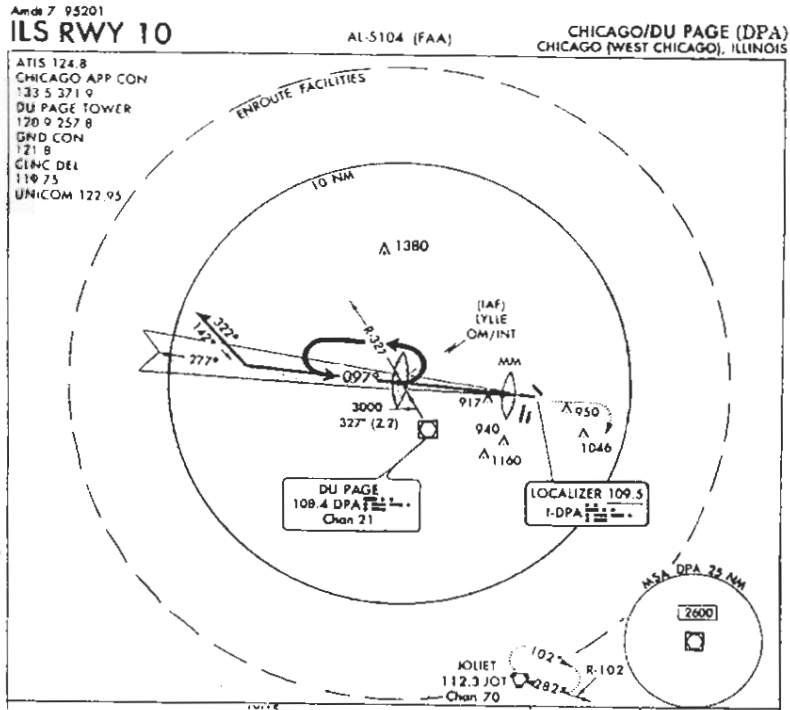 Amdt 7 95201
ILS RWY 10
AL-5104 (FAA)
CHICAGO/DU PAGE (DPA)
CHICAGO (WEST CHICAGO), ILLINOIS
ATIS 124.8
CHICAGO APP CON
133.5 371.9
DU PAGE TOWER
120.9 257.8
GND CON
121.8
CLNC DEL
119.75
UNICOM 122.95
ENROUTE FACILITIES
10 NM
1380
(IAF)
LYLLE
OM/INT
R-327
322°
142°
277°
097°
MM
3000
327° (2.2)
917
940
1160
950
1046
DU PAGE
108.4 DPA
Chan 21
LOCALIZER 109.5
I-DPA
MSA DPA 25 NM
2600
JOLIET
112.3 JOT
Chan 70
102°
282°
R-102